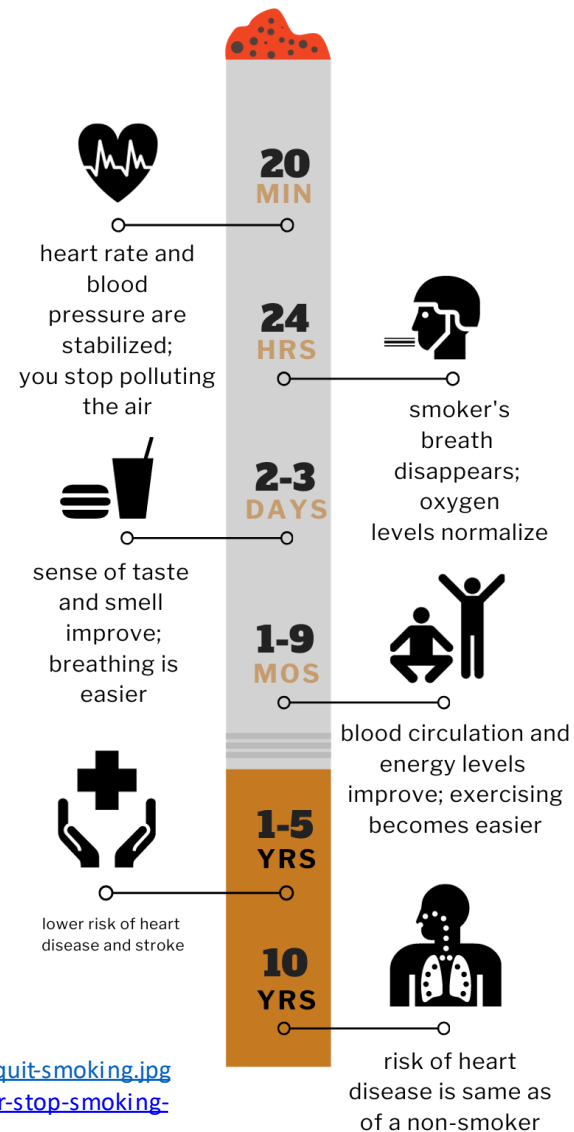 20
MIN
heart rate and
blood
pressure are
stabilized;
you stop polluting
the air
24
HRS
smoker's
breath
disappears;
oxygen
levels normalize
2-3
DAYS
sense of taste
and smell
improve;
breathing is
easier
1-9
MOS
blood circulation and
energy levels
improve; exercising
becomes easier
1-5
YRS
lower risk of heart
disease and stroke
10
YRS
risk of heart
disease is same as
of a non-smoker
quit-smoking.jpg
r-stop-smoking-